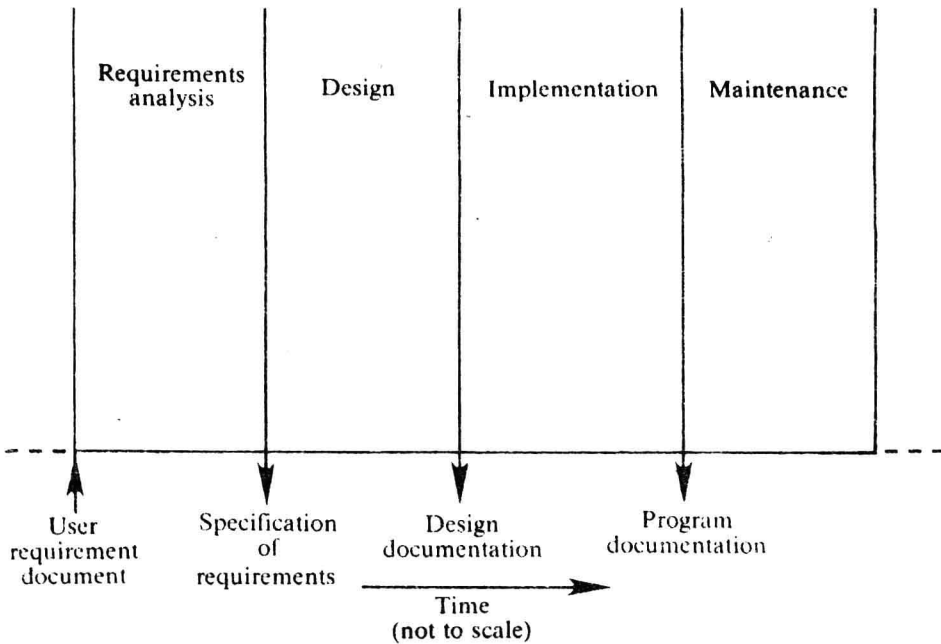 Requirements
analysis
Design
Implementation
Maintenance
User
requirement
document
Specification
of
requirements
Design
documentation
Program
documentation
Time
(not to scale)